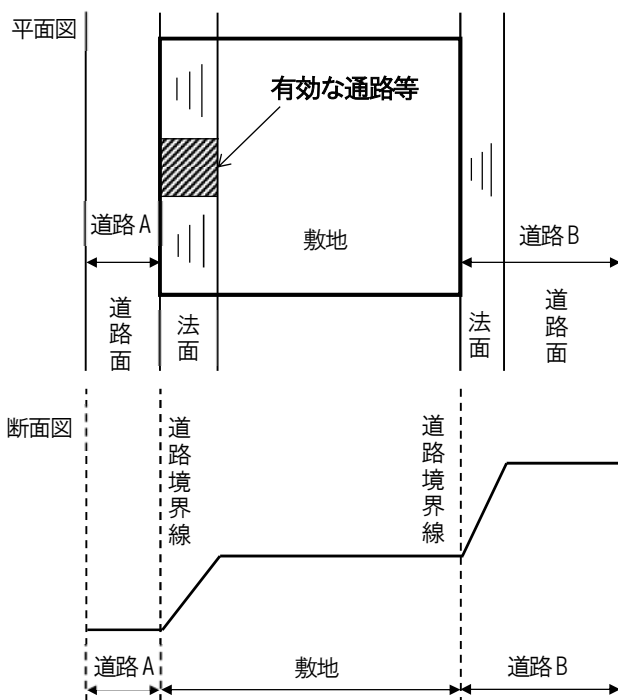 平面図
有効な通路等
道路A
敷地
道路B
道路面
法面
法面
道路面
断面図
道路境界線
道路境界線
道路A
敷地
道路B